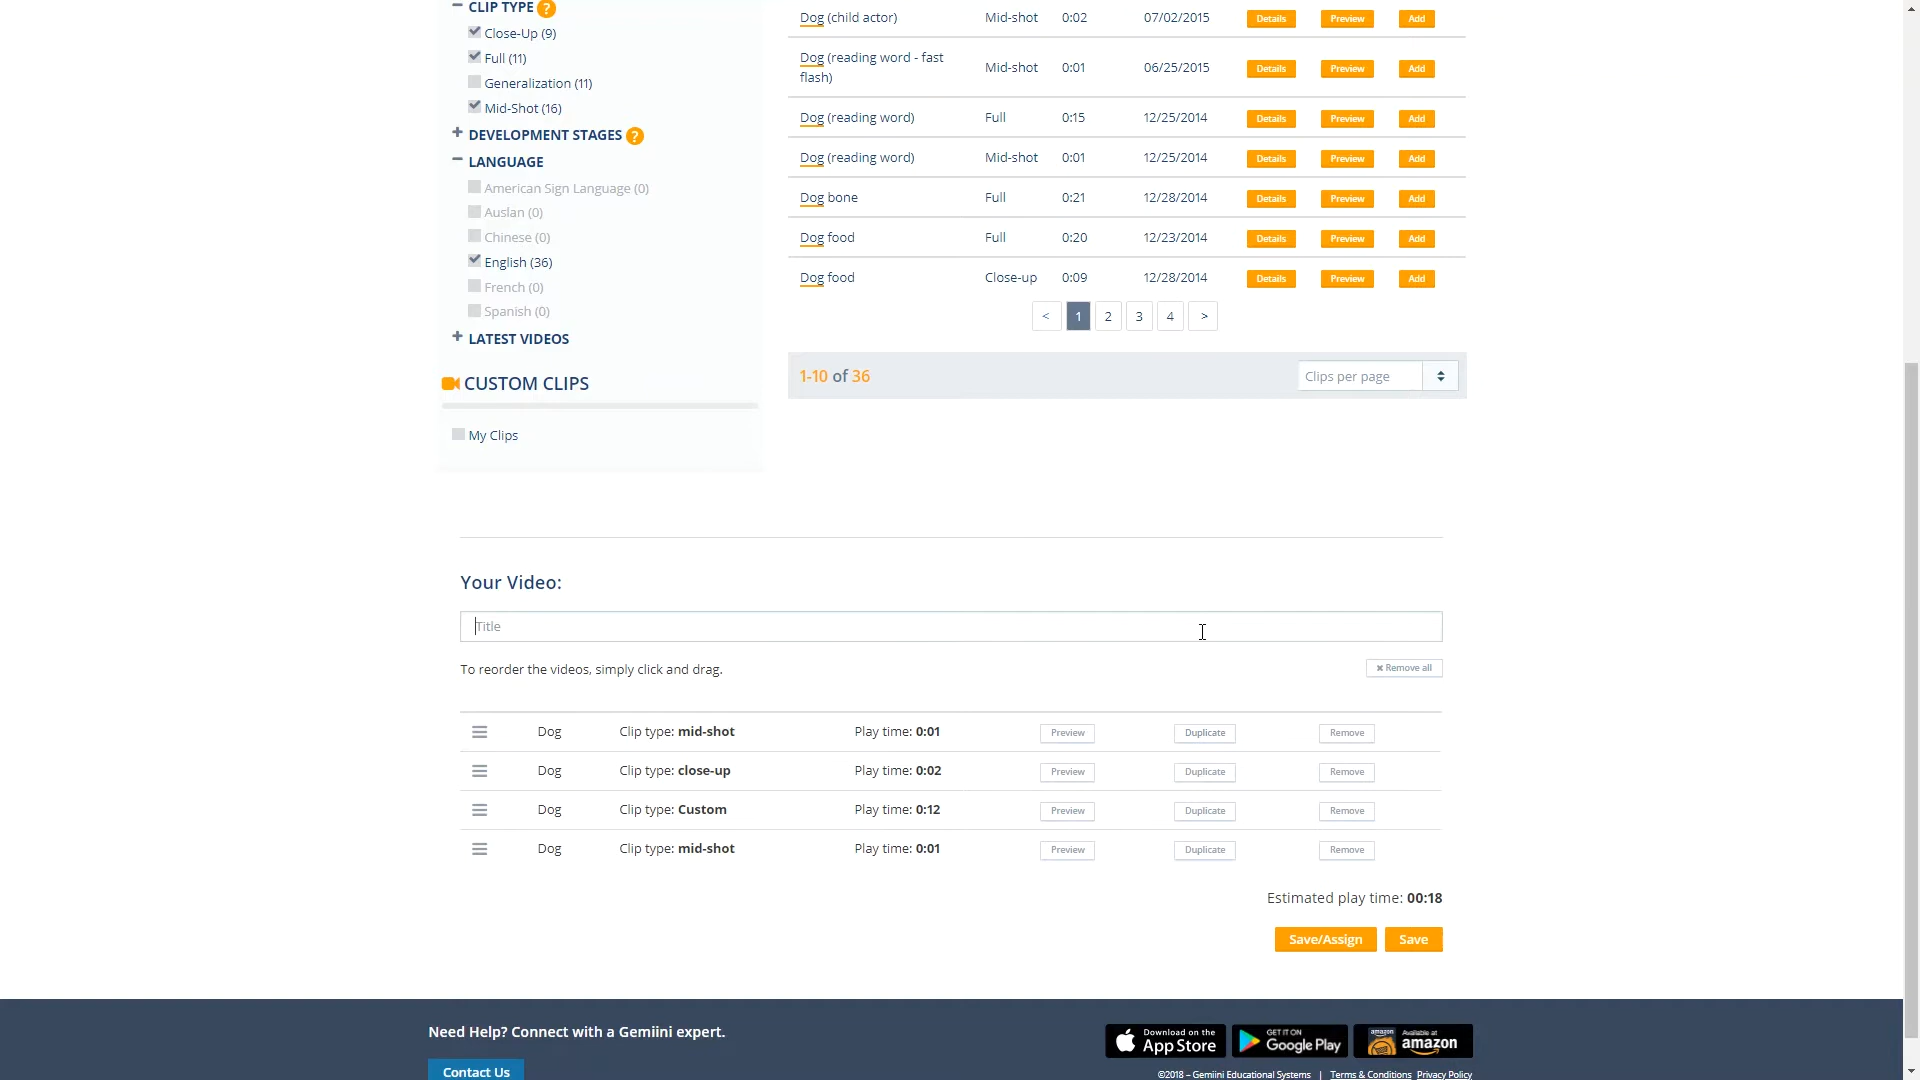 CLIP TYPE ?
Close-Up (9)
Full (11)
Generalization (11)
Mid-Shot (16)
DEVELOPMENT STAGES ?
LANGUAGE
American Sign Language (0)
Auslan (0)
Chinese (0)
English (36)
French (0)
Spanish (0)
LATEST VIDEOS
CUSTOM CLIPS
My Clips
Dog (child actor) Mid-shot 0:02 07/02/2015 Details Preview Add
Dog (reading word - fast
flash) Mid-shot 0:01 06/25/2015 Details Preview Add
Dog (reading word) Full 0:15 12/25/2014 Details Preview Add
Dog (reading word) Mid-shot 0:01 12/25/2014 Details Preview Add
Dog bone Full 0:21 12/28/2014 Details Preview Add
Dog food Full 0:20 12/23/2014 Details Preview Add
Dog food Close-up 0:09 12/28/2014 Details Preview Add
< 1 2 3 4 >
1-10 of 36 Clips per page
Your Video:
Title
To reorder the videos, simply click and drag. Remove all
Dog Clip type: mid-shot Play time: 0:01 Preview Duplicate Remove
Dog Clip type: close-up Play time: 0:02 Preview Duplicate Remove
Dog Clip type: Custom Play time: 0:12 Preview Duplicate Remove
Dog Clip type: mid-shot Play time: 0:01 Preview Duplicate Remove
Estimated play time: 00:18
Save/Assign Save
Need Help? Connect with a Gemiini expert.
Contact Us
Download on the
App Store
GET IT ON
Google Play
amazon Available at
amazon
©2018 – Gemiini Educational Systems | Terms & Conditions Privacy Policy